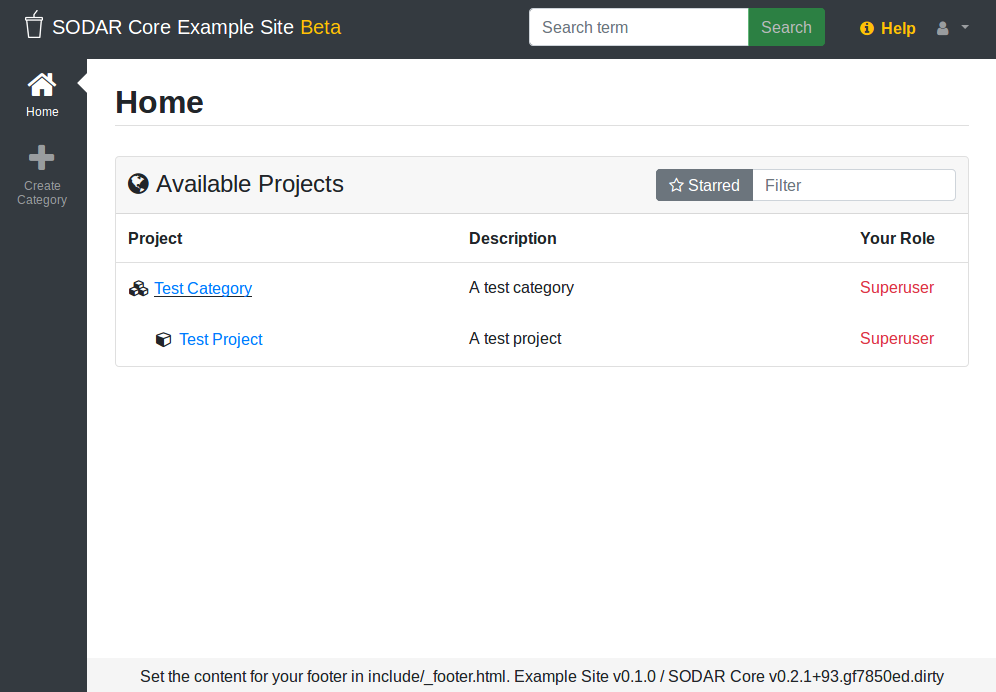 SODAR Core Example Site Beta
Search term
Search
Help
Home
Create
Category
Home
Available Projects
Starred
Filter
Project Description Your Role
Test Category A test category Superuser
Test Project A test project Superuser
Set the content for your footer in include/_footer.html. Example Site v0.1.0 / SODAR Core v0.2.1+93.gf7850ed.dirty